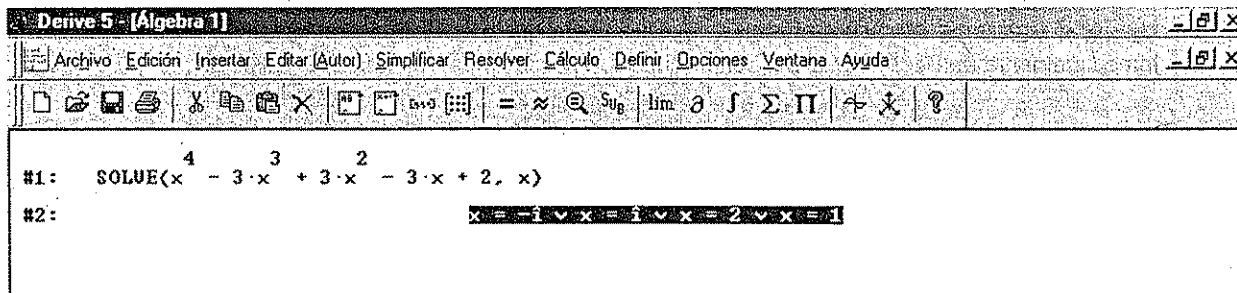 Derive 5 - [Álgebra 1]
Archivo Edición Insertar Editar (Autor) Simplificar Resolver Cálculo Definir Opciones Ventana Ayuda
= ≈ SUB lim ∂ ∫ Σ Π ?
#1: SOLVE(x^4 - 3·x^3 + 3·x^2 - 3·x + 2, x)
#2: x = -î ∨ x = î ∨ x = 2 ∨ x = 1